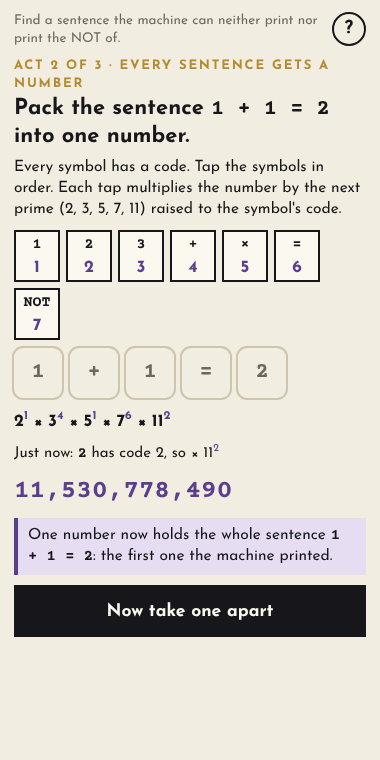 Find a sentence the machine can neither print nor
print the NOT of.
?
ACT 2 OF 3 · EVERY SENTENCE GETS A
NUMBER
Pack the sentence 1 + 1 = 2
into one number.
Every symbol has a code. Tap the symbols in
order. Each tap multiplies the number by the next
prime (2, 3, 5, 7, 11) raised to the symbol's code.
1 2 3 + × =
1 2 3 4 5 6
NOT
7
1 + 1 = 2
2¹ × 3⁴ × 5¹ × 7⁶ × 11²
Just now: 2 has code 2, so × 11²
11,530,778,490
One number now holds the whole sentence 1
+ 1 = 2: the first one the machine printed.
Now take one apart